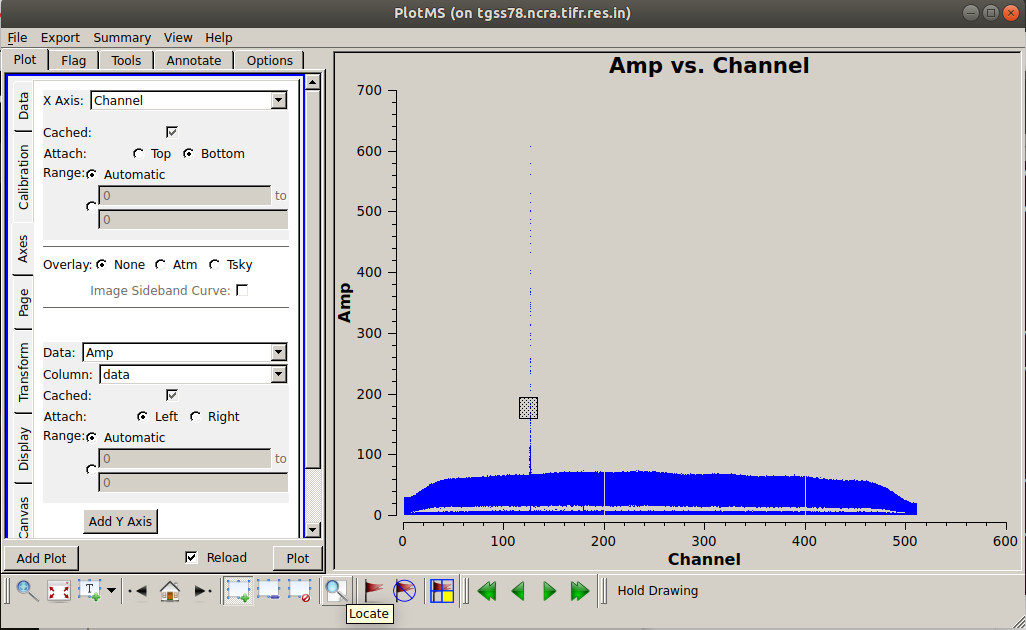 PlotMS (on tgss78.ncra.tifr.res.in)
File Export Summary View Help
Plot Flag Tools Annotate Options
Data
Calibration
Axes
Page
Transform
Display
Canvas
X Axis: Channel
Cached:
Attach: Top Bottom
Range: Automatic
0 to
0
Overlay: None Atm Tsky
Image Sideband Curve:
Data: Amp
Column: data
Cached:
Attach: Left Right
Range: Automatic
0 to
0
Add Y Axis
Add Plot Reload Plot
Amp vs. Channel
Amp
700
600
500
400
300
200
100
0
0 100 200 300 400 500 600
Channel
T
Hold Drawing
Locate